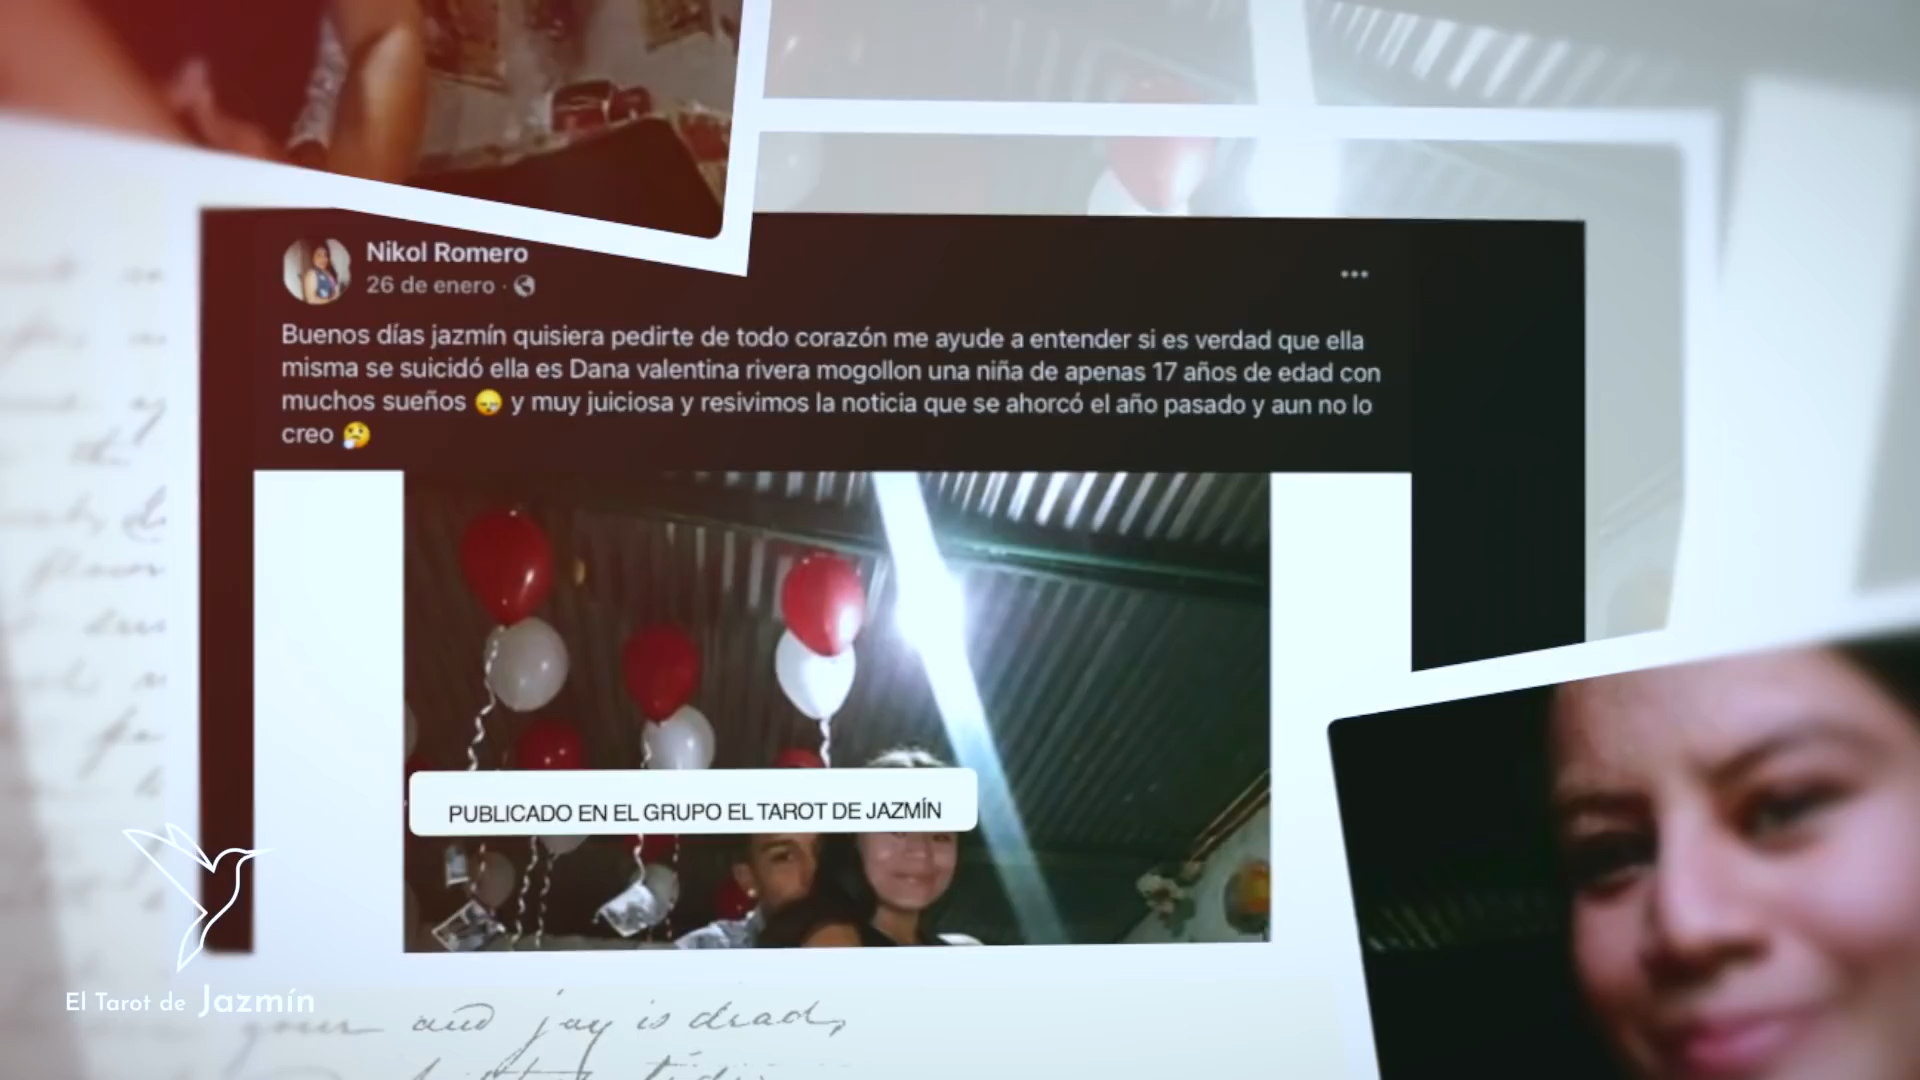 Nikol Romero
26 de enero ·
Buenos días jazmín quisiera pedirte de todo corazón me ayude a entender si es verdad que ella
misma se suicidó ella es Dana valentina rivera mogollon una niña de apenas 17 años de edad con
muchos sueños 😪 y muy juiciosa y resivimos la noticia que se ahorcó el año pasado y aun no lo
creo 🤔
PUBLICADO EN EL GRUPO EL TAROT DE JAZMÍN
El Tarot de Jazmín
and joy is dead,